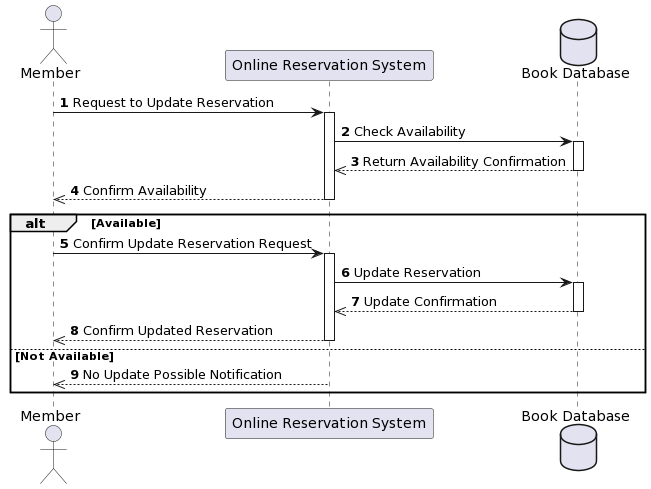 Member
Online Reservation System
Book Database
1 Request to Update Reservation
2 Check Availability
3 Return Availability Confirmation
4 Confirm Availability
alt [Available]
5 Confirm Update Reservation Request
6 Update Reservation
7 Update Confirmation
8 Confirm Updated Reservation
[Not Available]
9 No Update Possible Notification
Member
Online Reservation System
Book Database